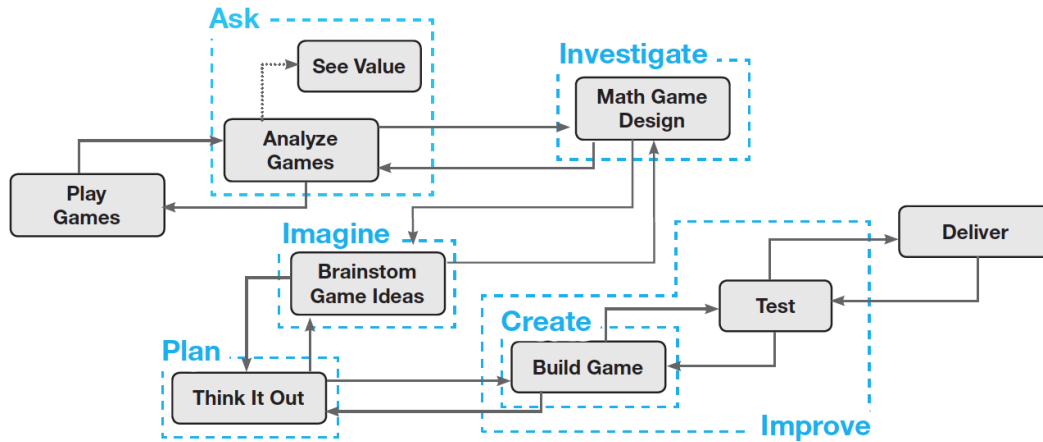 Ask
See Value
Investigate
Math Game
Design
Analyze
Games
Play
Games
Imagine
Brainstom
Game Ideas
Deliver
Test
Create
Build Game
Plan
Think It Out
Improve